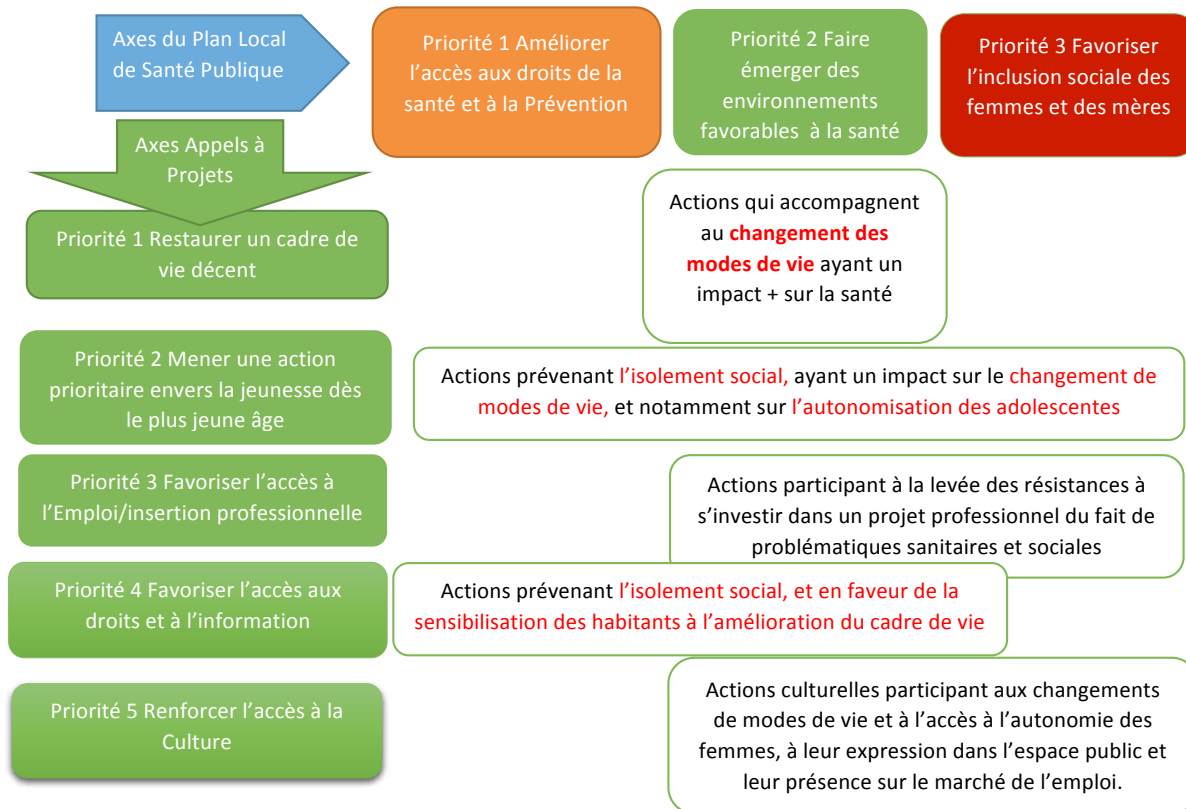 Axes du Plan Local
de Santé Publique
Priorité 1 Améliorer
l’accès aux droits de la
santé et à la Prévention
Priorité 2 Faire
émerger des
environnements
favorables à la santé
Priorité 3 Favoriser
l’inclusion sociale des
femmes et des mères
Axes Appels à
Projets
Priorité 1 Restaurer un cadre de
vie décent
Actions qui accompagnent
au changement des
modes de vie ayant un
impact + sur la santé
Priorité 2 Mener une action
prioritaire envers la jeunesse dès
le plus jeune âge
Actions prévenant l’isolement social, ayant un impact sur le changement de
modes de vie, et notamment sur l’autonomisation des adolescentes
Priorité 3 Favoriser l’accès à
l’Emploi/insertion professionnelle
Actions participant à la levée des résistances à
s’investir dans un projet professionnel du fait de
problématiques sanitaires et sociales
Priorité 4 Favoriser l’accès aux
droits et à l’information
Actions prévenant l’isolement social, et en faveur de la
sensibilisation des habitants à l’amélioration du cadre de vie
Priorité 5 Renforcer l’accès à la
Culture
Actions culturelles participant aux changements
de modes de vie et à l’accès à l’autonomie des
femmes, à leur expression dans l’espace public et
leur présence sur le marché de l’emploi.